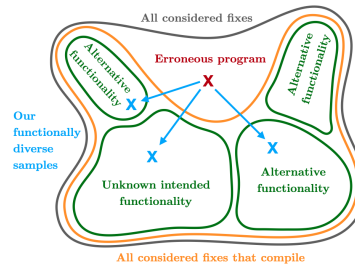 All considered fixes
Alternative
functionality
Erroneous program
Alternative
functionality
X
X
Our
functionally
diverse
samples
X
X
Unknown intended
functionality
Alternative
functionality
All considered fixes that compile